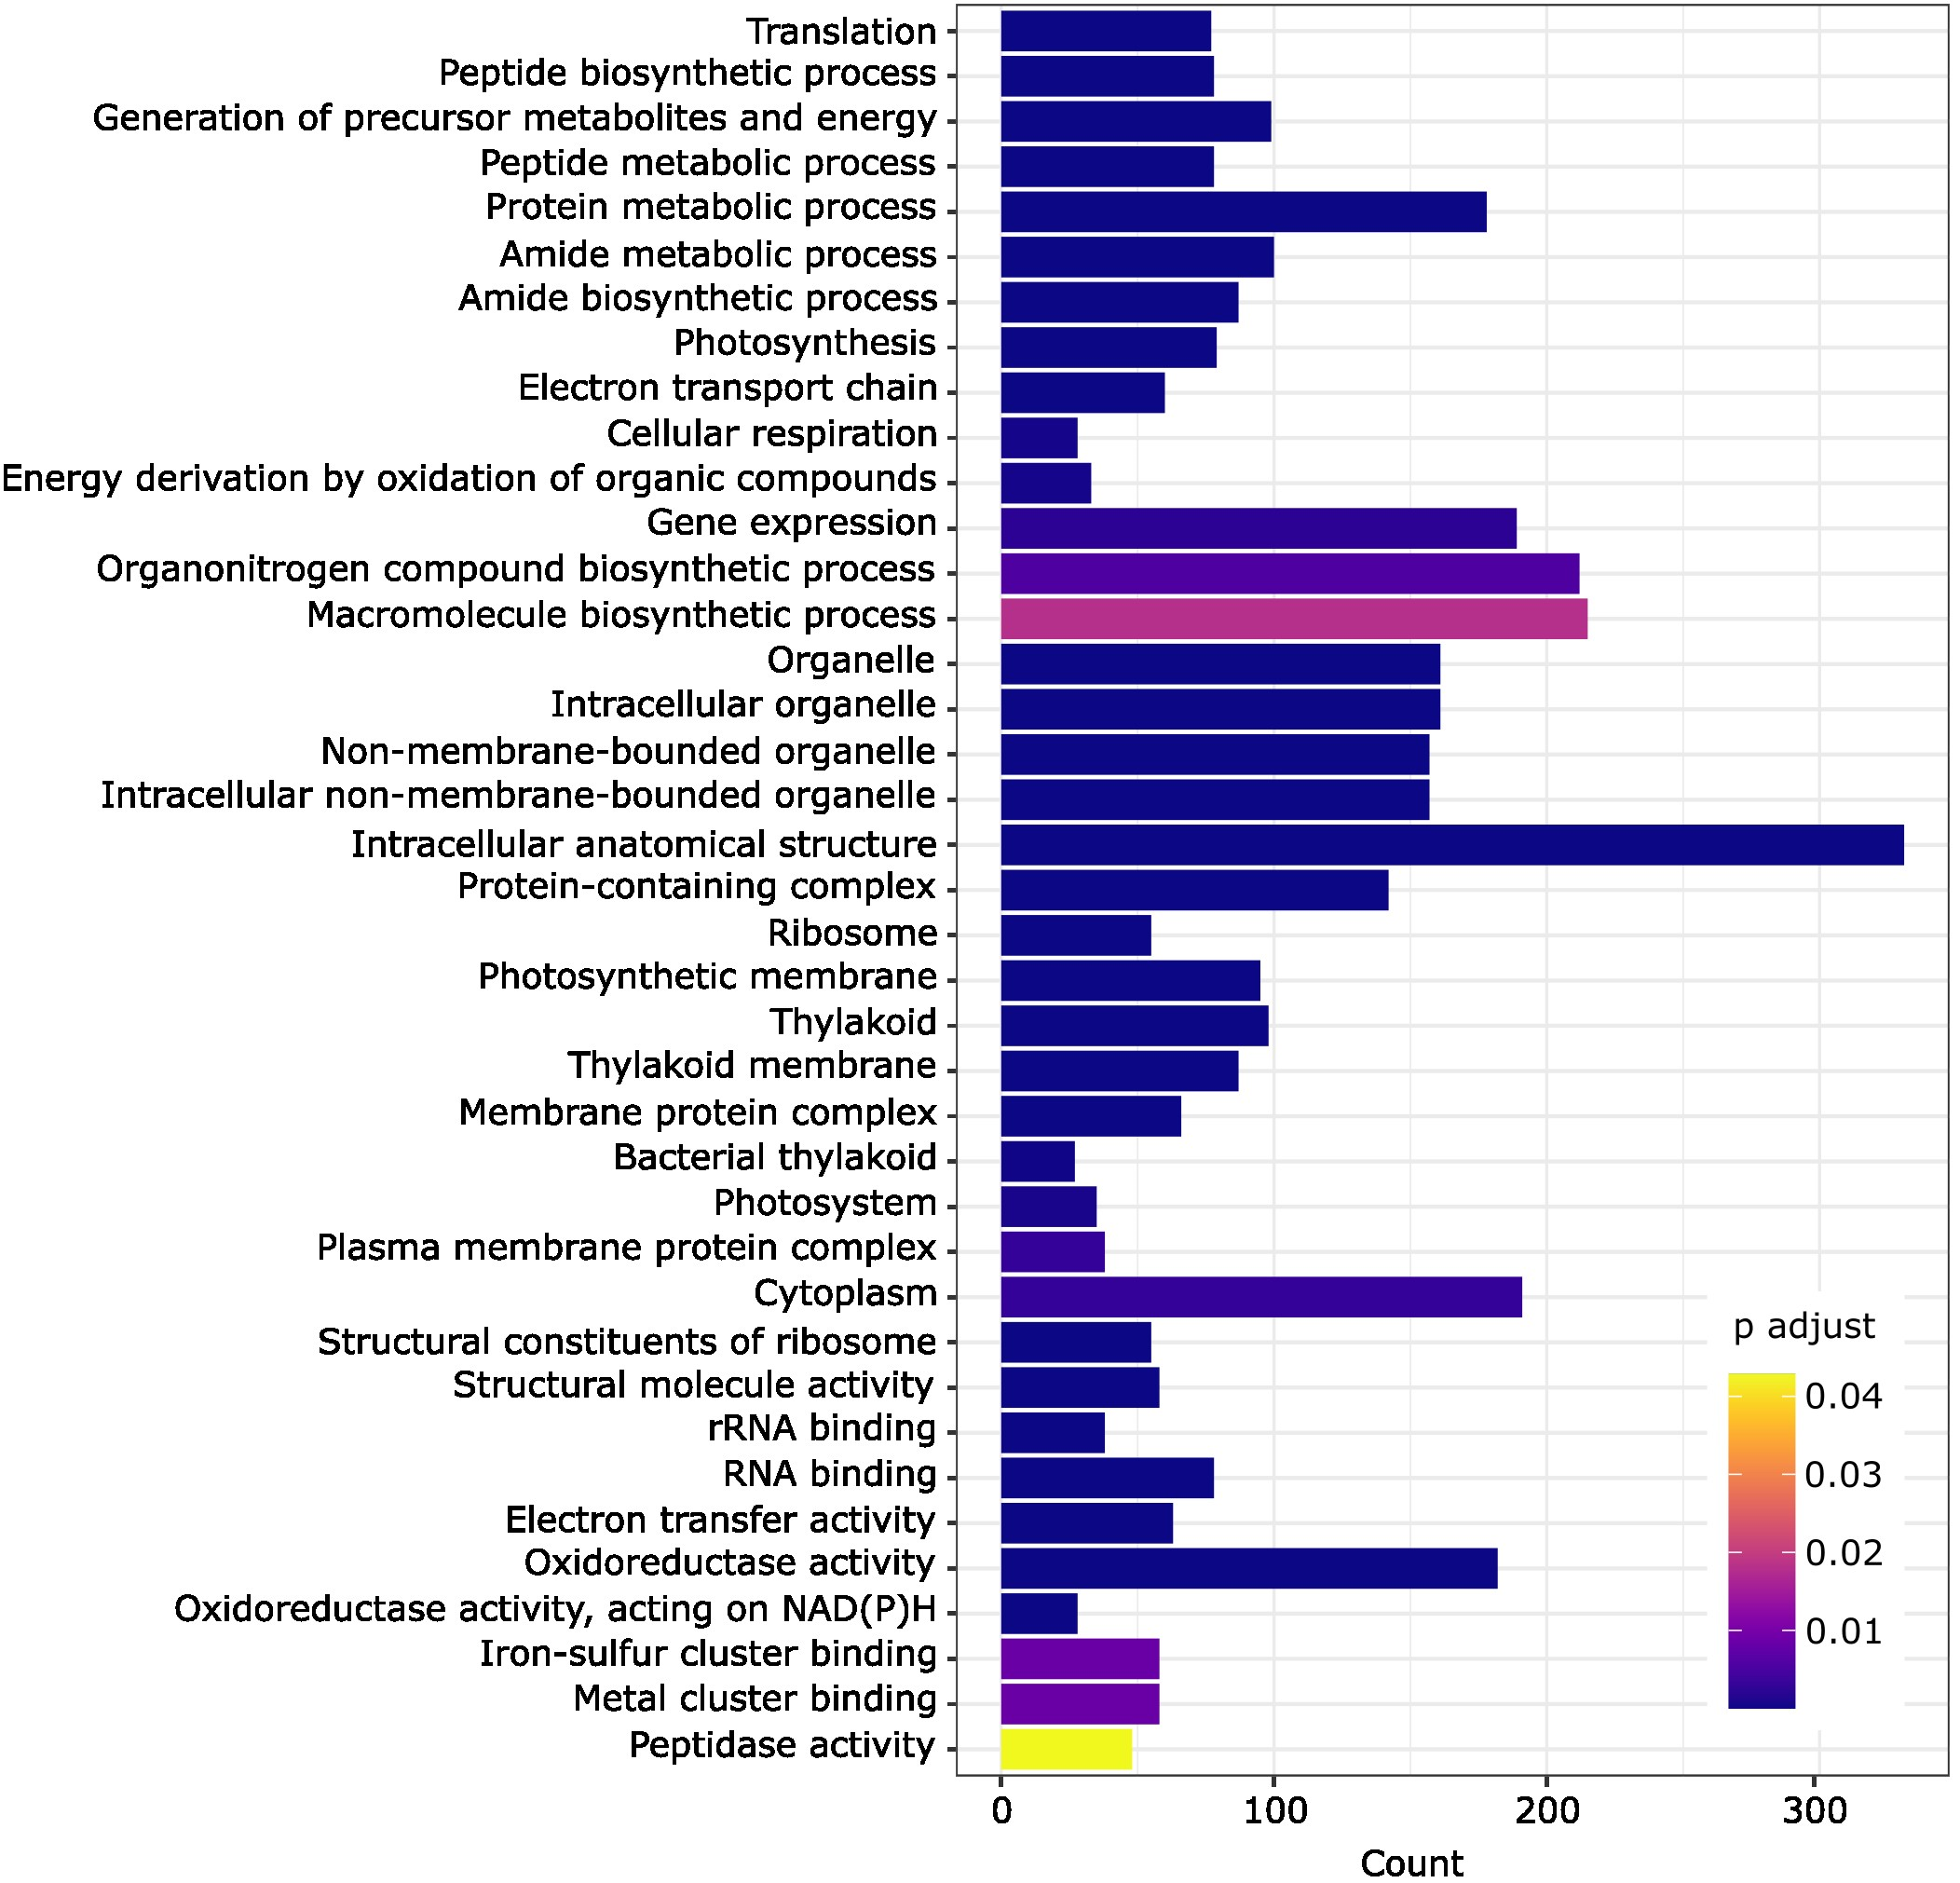 Translation
Peptide biosynthetic process
Generation of precursor metabolites and energy
Peptide metabolic process
Protein metabolic process
Amide metabolic process
Amide biosynthetic process
Photosynthesis
Electron transport chain
Cellular respiration
Energy derivation by oxidation of organic compounds
Gene expression
Organonitrogen compound biosynthetic process
Macromolecule biosynthetic process
Organelle
Intracellular organelle
Non-membrane-bounded organelle
Intracellular non-membrane-bounded organelle
Intracellular anatomical structure
Protein-containing complex
Ribosome
Photosynthetic membrane
Thylakoid
Thylakoid membrane
Membrane protein complex
Bacterial thylakoid
Photosystem
Plasma membrane protein complex
Cytoplasm
Structural constituents of ribosome
Structural molecule activity
rRNA binding
RNA binding
Electron transfer activity
Oxidoreductase activity
Oxidoreductase activity, acting on NAD(P)H
Iron-sulfur cluster binding
Metal cluster binding
Peptidase activity
p adjust
0.04
0.03
0.02
0.01
0 100 200 300
Count